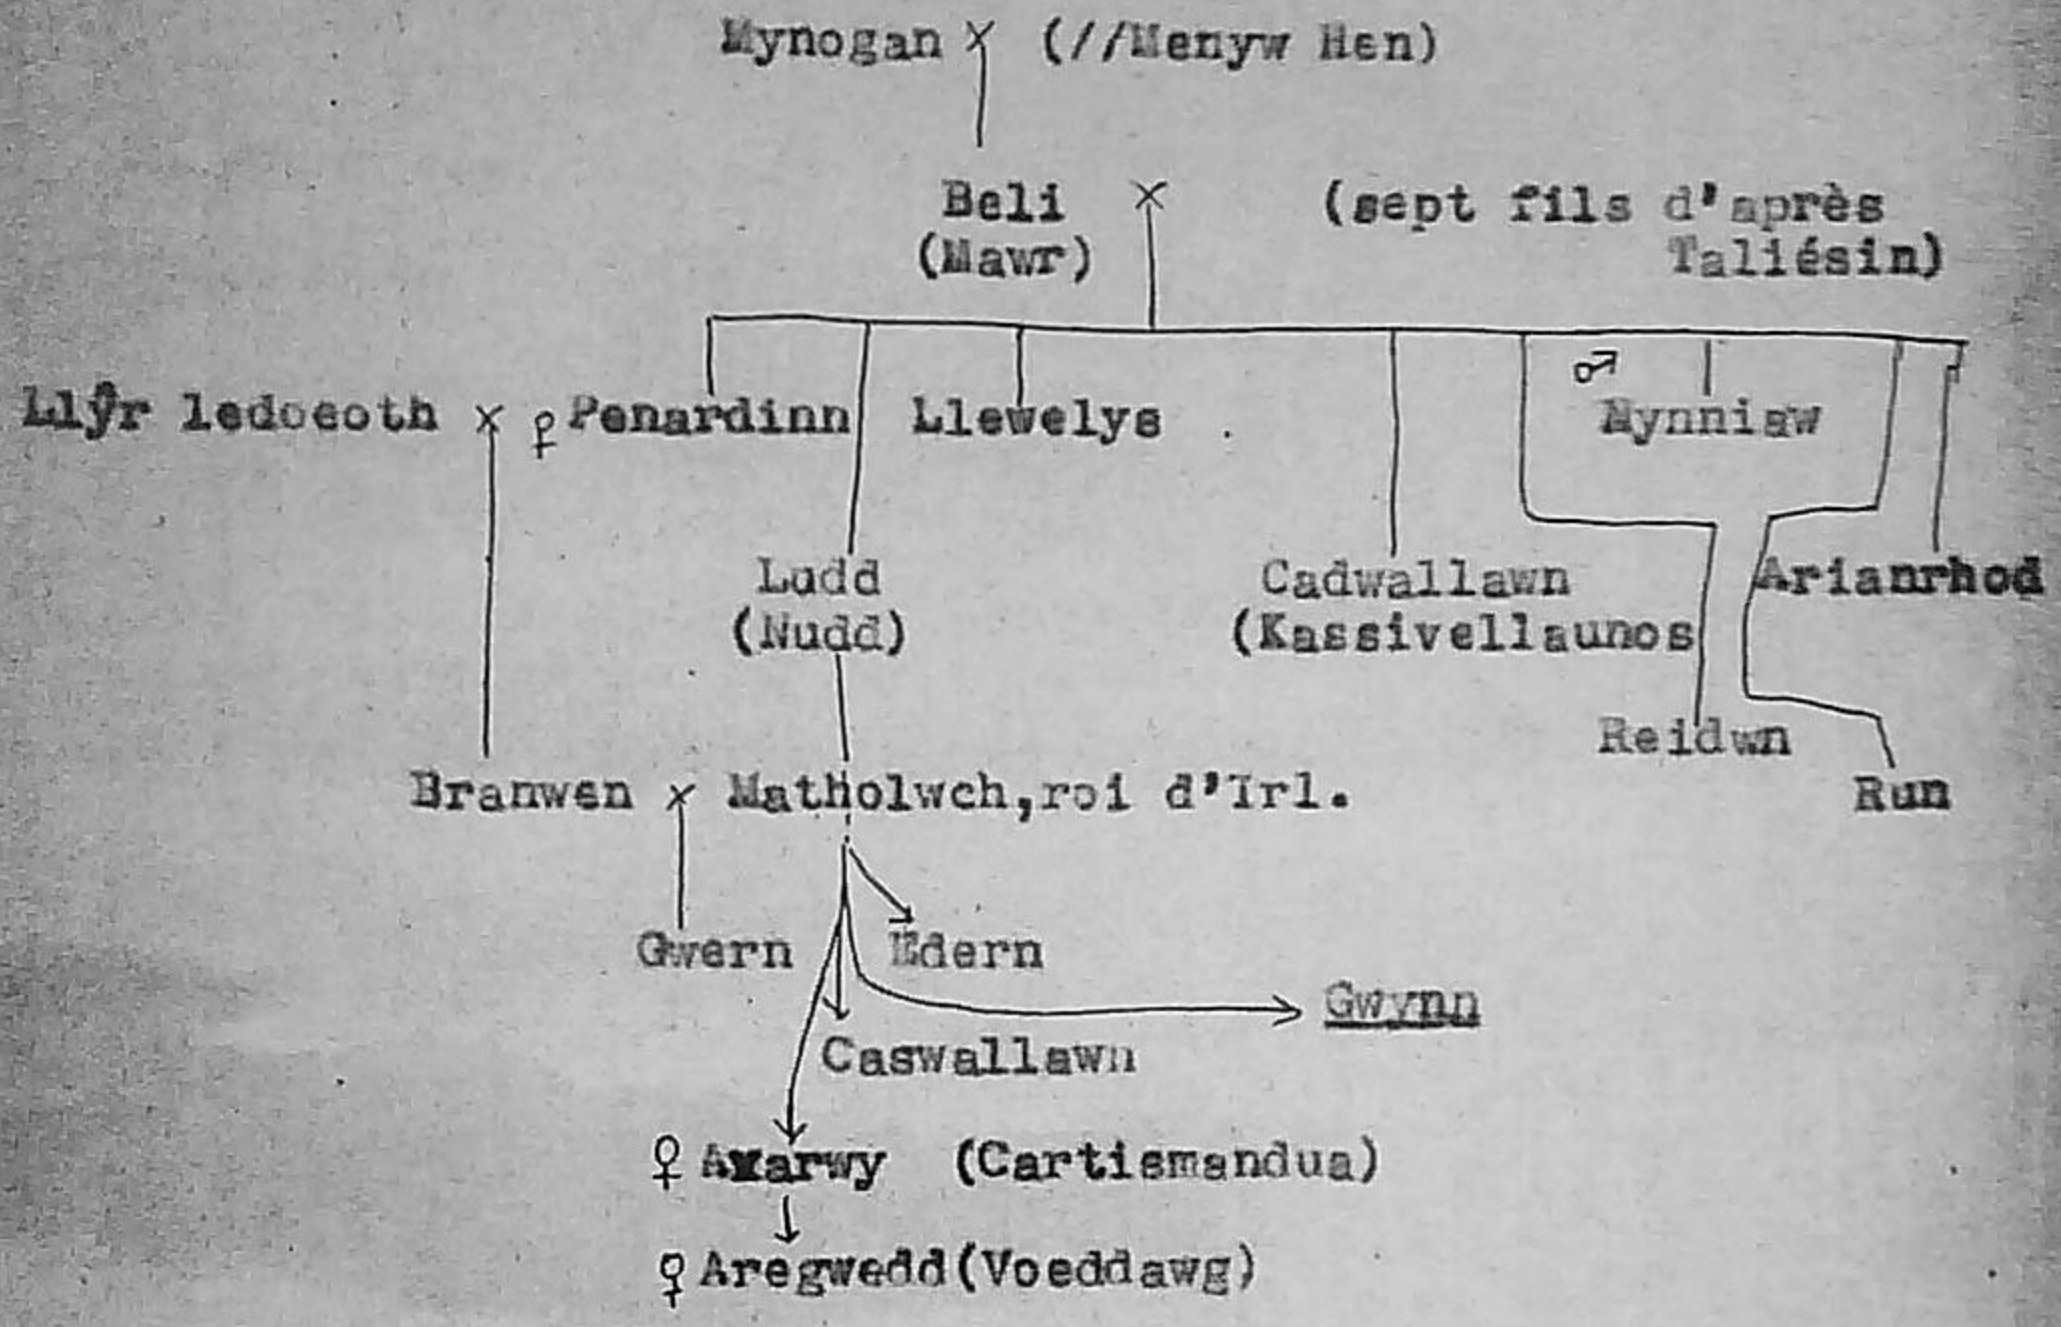 Mynogan x (//Menyw Hen)
Beli x (sept fils d'après
(Mawr) Taliésin)
Llŷr ledoeoth x ♀ Penardinn Llewelys ♂ Nynniaw
Ludd Cadwallawn Arianrhod
(Nudd) (Kassivellaunos
Reidwn
Branwen x Matholwch, roi d'Irl. Run
Gwern Edern
Gwynn
Caswallawn
♀ (Cartismandua)
♀ Aregwedd (Voeddawg)